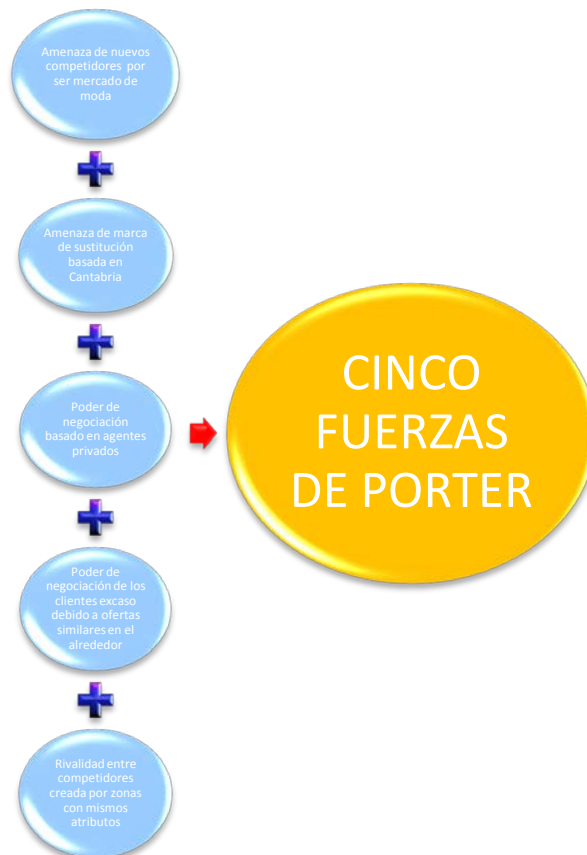 Amenaza de nuevos
competidores por
ser mercado de
moda
Amenaza de marca
de sustitución
basada en
Cantabria
Poder de
negociación
basado en agentes
privados
Poder de
negociación de los
clientes excaso
debido a ofertas
similares en el
alrededor
Rivalidad entre
competidores
creada por zonas
con mismos
atributos
CINCO
FUERZAS
DE PORTER